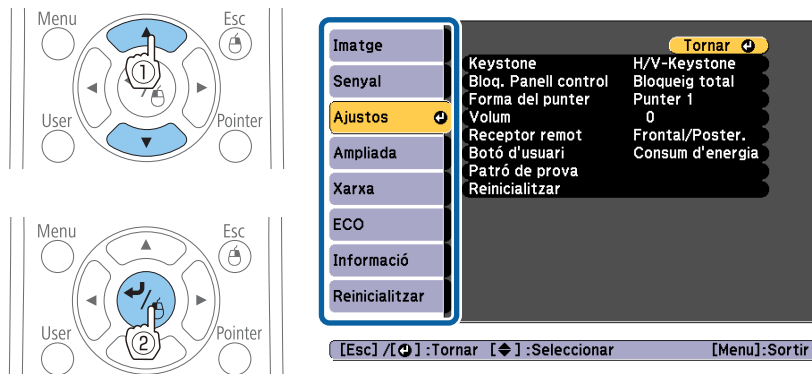 Menu
Esc
①
User
Pointer
Menu
Esc
User
②
Pointer
Imatge
Senyal
Ajustos
Ampliada
Xarxa
ECO
Informació
Reinicialitzar
Tornar
Keystone H/V-Keystone
Bloq. Panell control Bloqueig total
Forma del punter Punter 1
Volum 0
Receptor remot Frontal/Poster.
Botó d'usuari Consum d'energia
Patró de prova
Reinicialitzar
[Esc] /[ ] :Tornar [ ] :Seleccionar [Menu]:Sortir